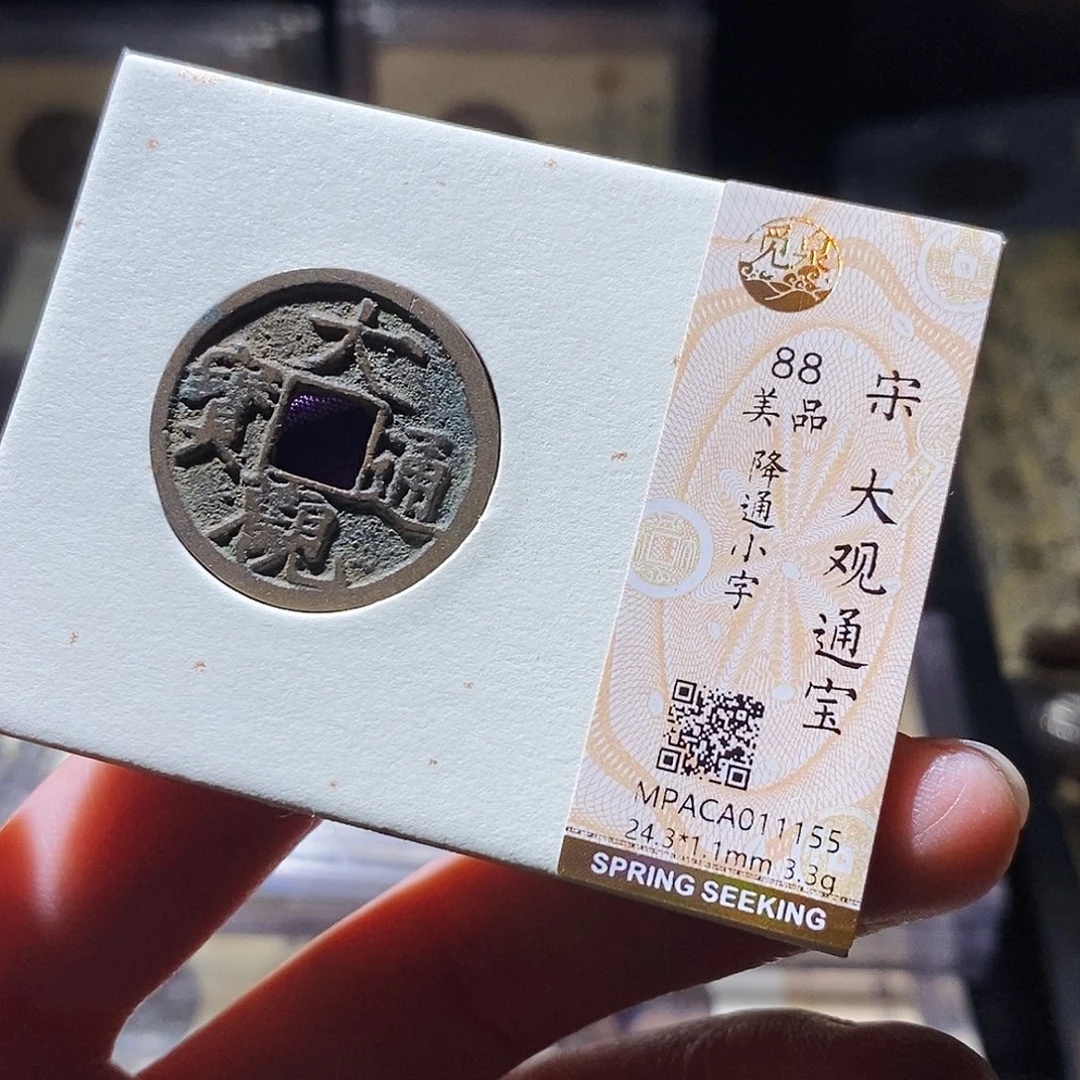 大
通
觀
寶
觅泉
宋 大观通宝
88
美品
降通小字
MPACA011155
24.3*1.1mm 3.3g
SPRING SEEKING